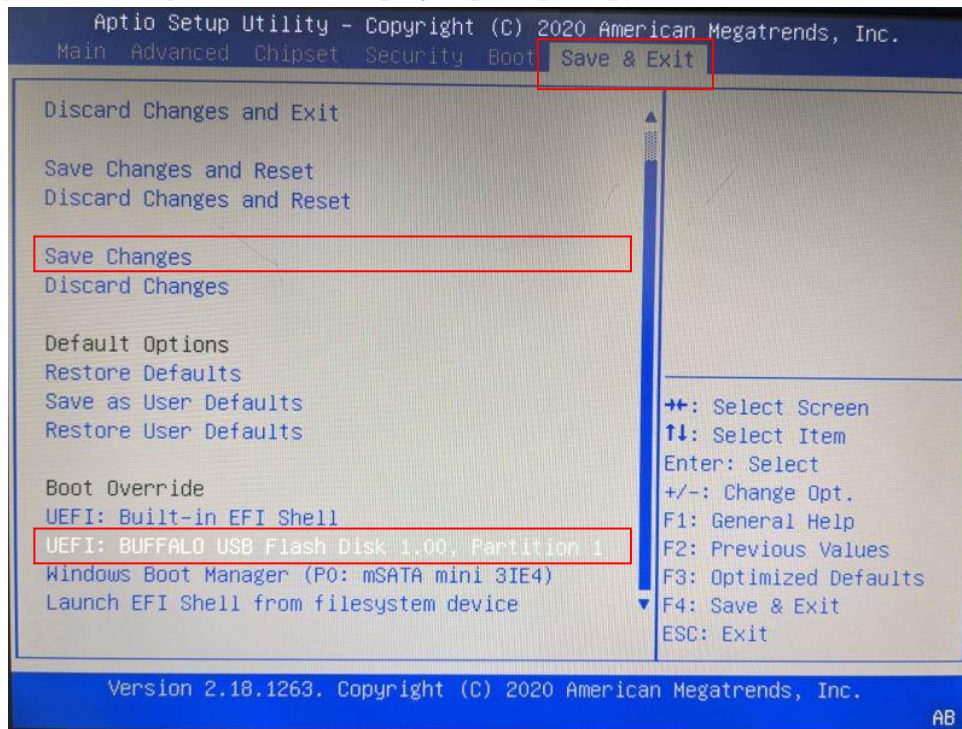 Aptio Setup Utility – Copyright (C) 2020 American Megatrends, Inc.
Main Advanced Chipset Security Boot Save & Exit
Discard Changes and Exit
Save Changes and Reset
Discard Changes and Reset
Save Changes
Discard Changes
Default Options
Restore Defaults
Save as User Defaults
Restore User Defaults
Boot Override
UEFI: Built-in EFI Shell
UEFI: BUFFALO USB Flash Disk 1.00, Partition 1
Windows Boot Manager (P0: mSATA mini 3IE4)
Launch EFI Shell from filesystem device
→←: Select Screen
↑↓: Select Item
Enter: Select
+/-: Change Opt.
F1: General Help
F2: Previous Values
F3: Optimized Defaults
F4: Save & Exit
ESC: Exit
Version 2.18.1263. Copyright (C) 2020 American Megatrends, Inc.
AB